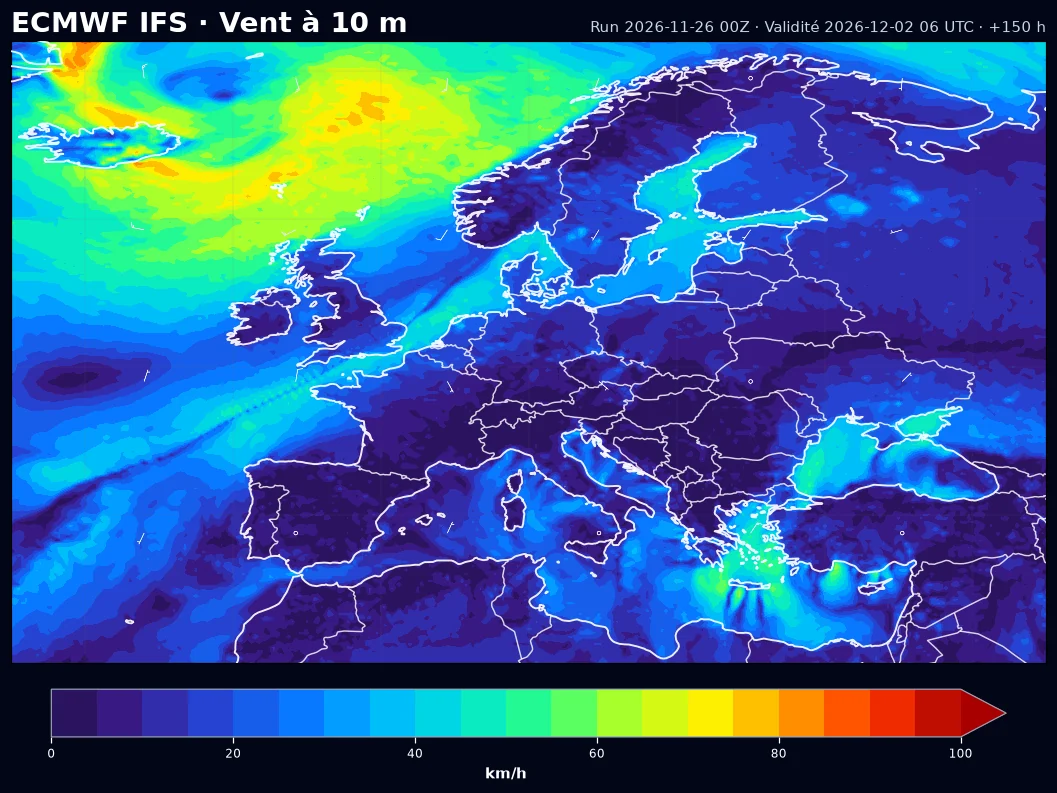 ECMWF IFS · Vent à 10 m
Run 2026-11-26 00Z · Validité 2026-12-02 06 UTC · +150 h
0 20 40 60 80 100
km/h